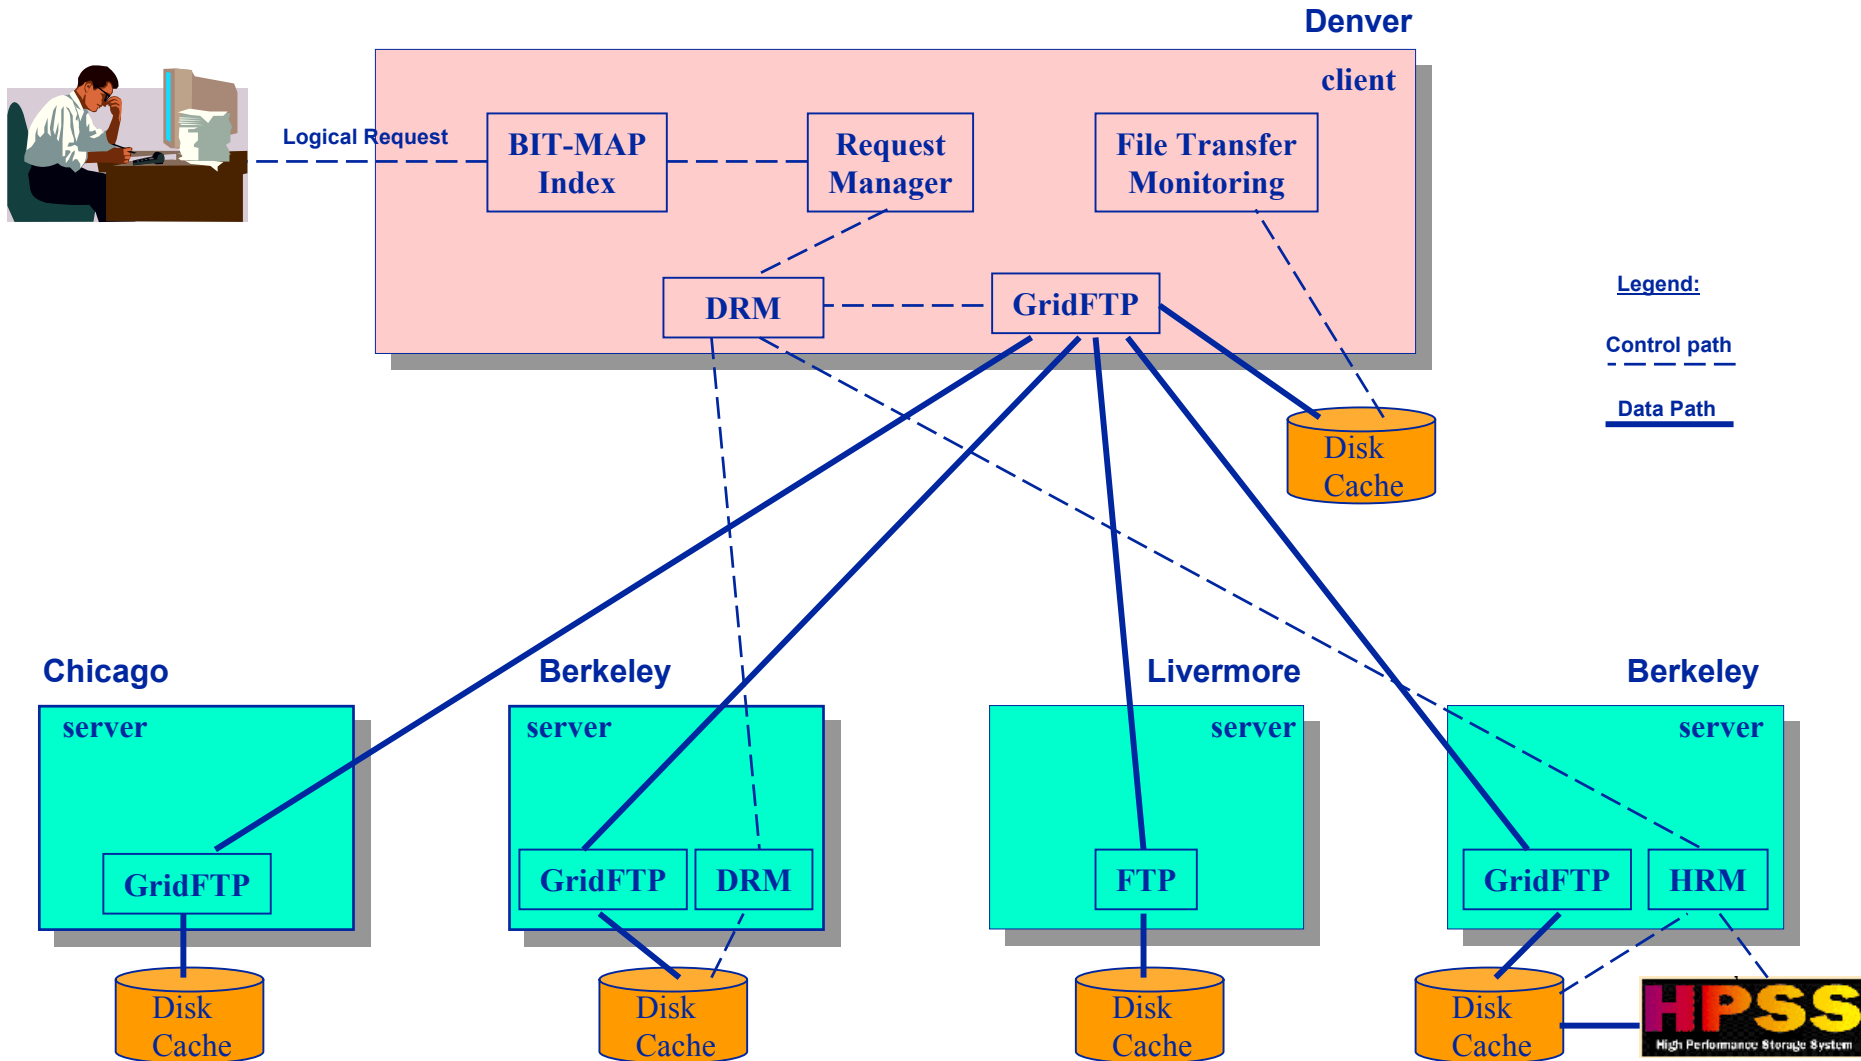 Denver
client
Logical Request
BIT-MAP
Index
Request
Manager
File Transfer
Monitoring
DRM
GridFTP
Legend:
Control path
Data Path
Disk
Cache
Chicago
Berkeley
Livermore
Berkeley
server
server
server
server
GridFTP
GridFTP
DRM
FTP
GridFTP
HRM
Disk
Cache
Disk
Cache
Disk
Cache
Disk
Cache
HPSS
High Performance Storage System